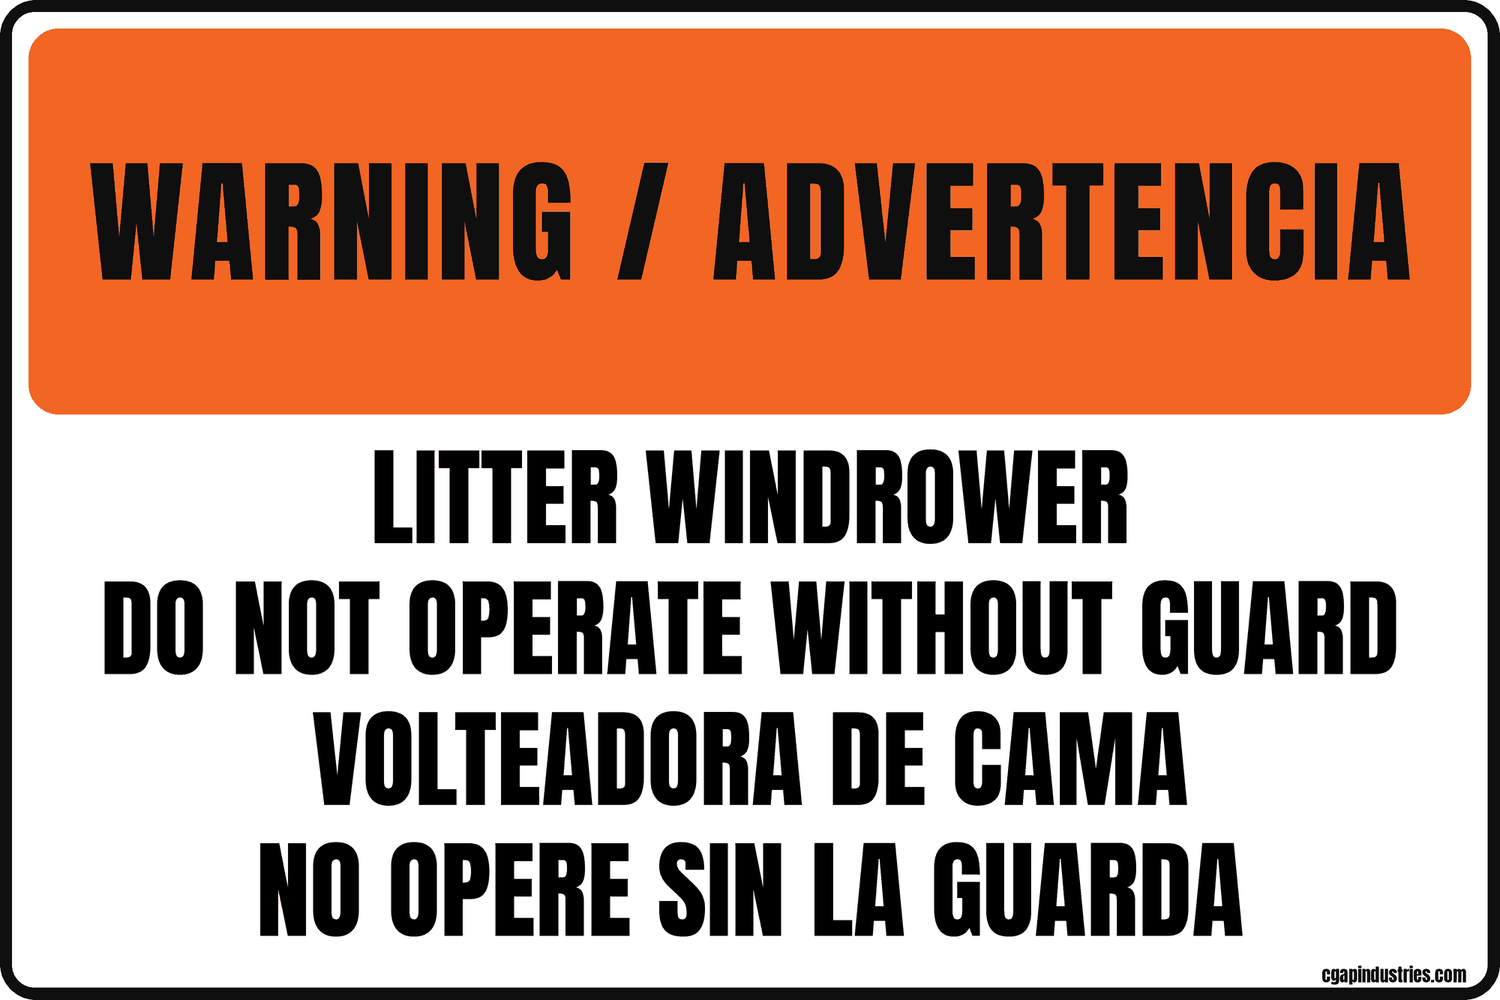 WARNING / ADVERTENCIA
LITTER WINDROWER
DO NOT OPERATE WITHOUT GUARD
VOLTEADORA DE CAMA
NO OPERE SIN LA GUARDA
cgapindustries.com